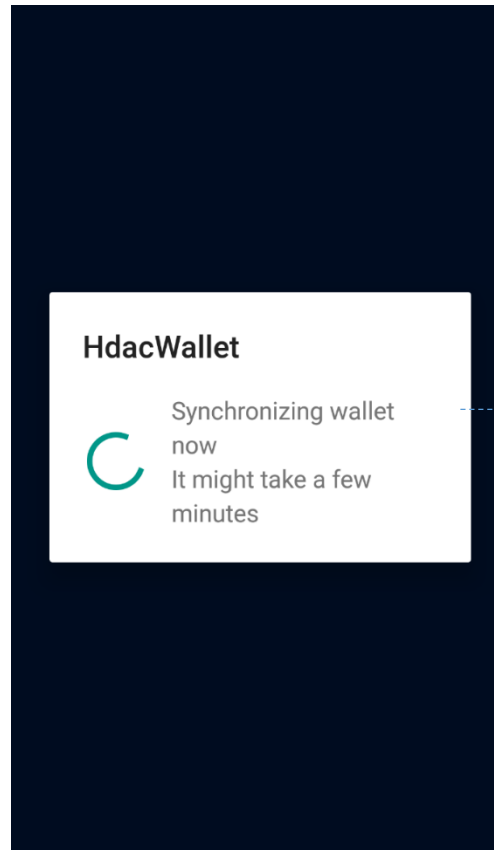 HdacWallet
Synchronizing wallet
now
It might take a few
minutes